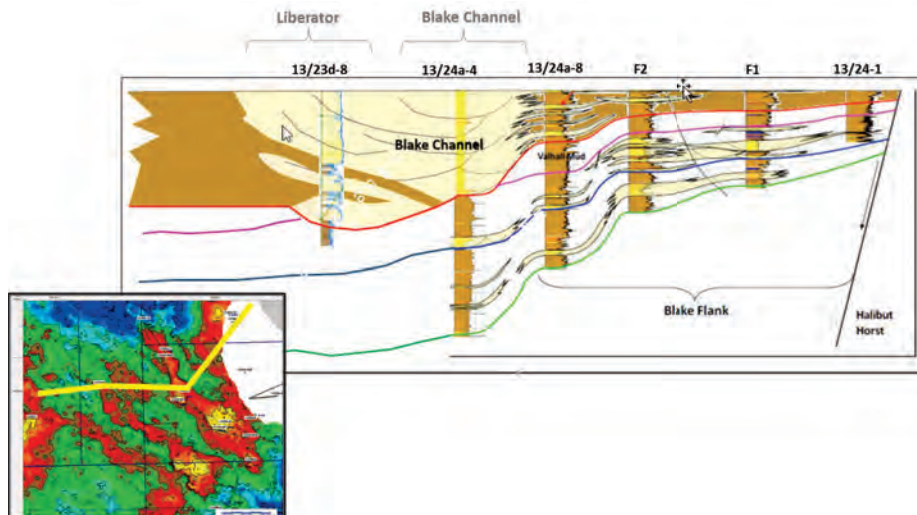 Liberator
Blake Channel
13/23d-8
13/24a-4
13/24a-8
F2
F1
13/24-1
Blake Channel
Valhall Mud
Blake Flank
Halibut
Horst